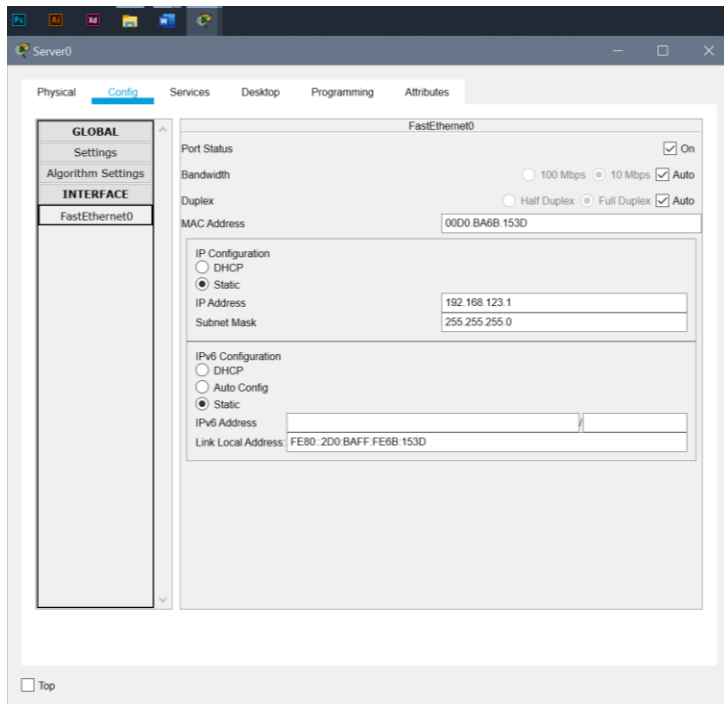 Ps Ai Xd W
Server0
Physical Config Services Desktop Programming Attributes
GLOBAL
Settings
Algorithm Settings
INTERFACE
FastEthernet0
FastEthernet0
Port Status On
Bandwidth 100 Mbps 10 Mbps Auto
Duplex Half Duplex Full Duplex Auto
MAC Address 00D0.BA6B.153D
IP Configuration
DHCP
Static
IP Address 192.168.123.1
Subnet Mask 255.255.255.0
IPv6 Configuration
DHCP
Auto Config
Static
IPv6 Address /
Link Local Address: FE80::2D0:BAFF:FE6B:153D
Top